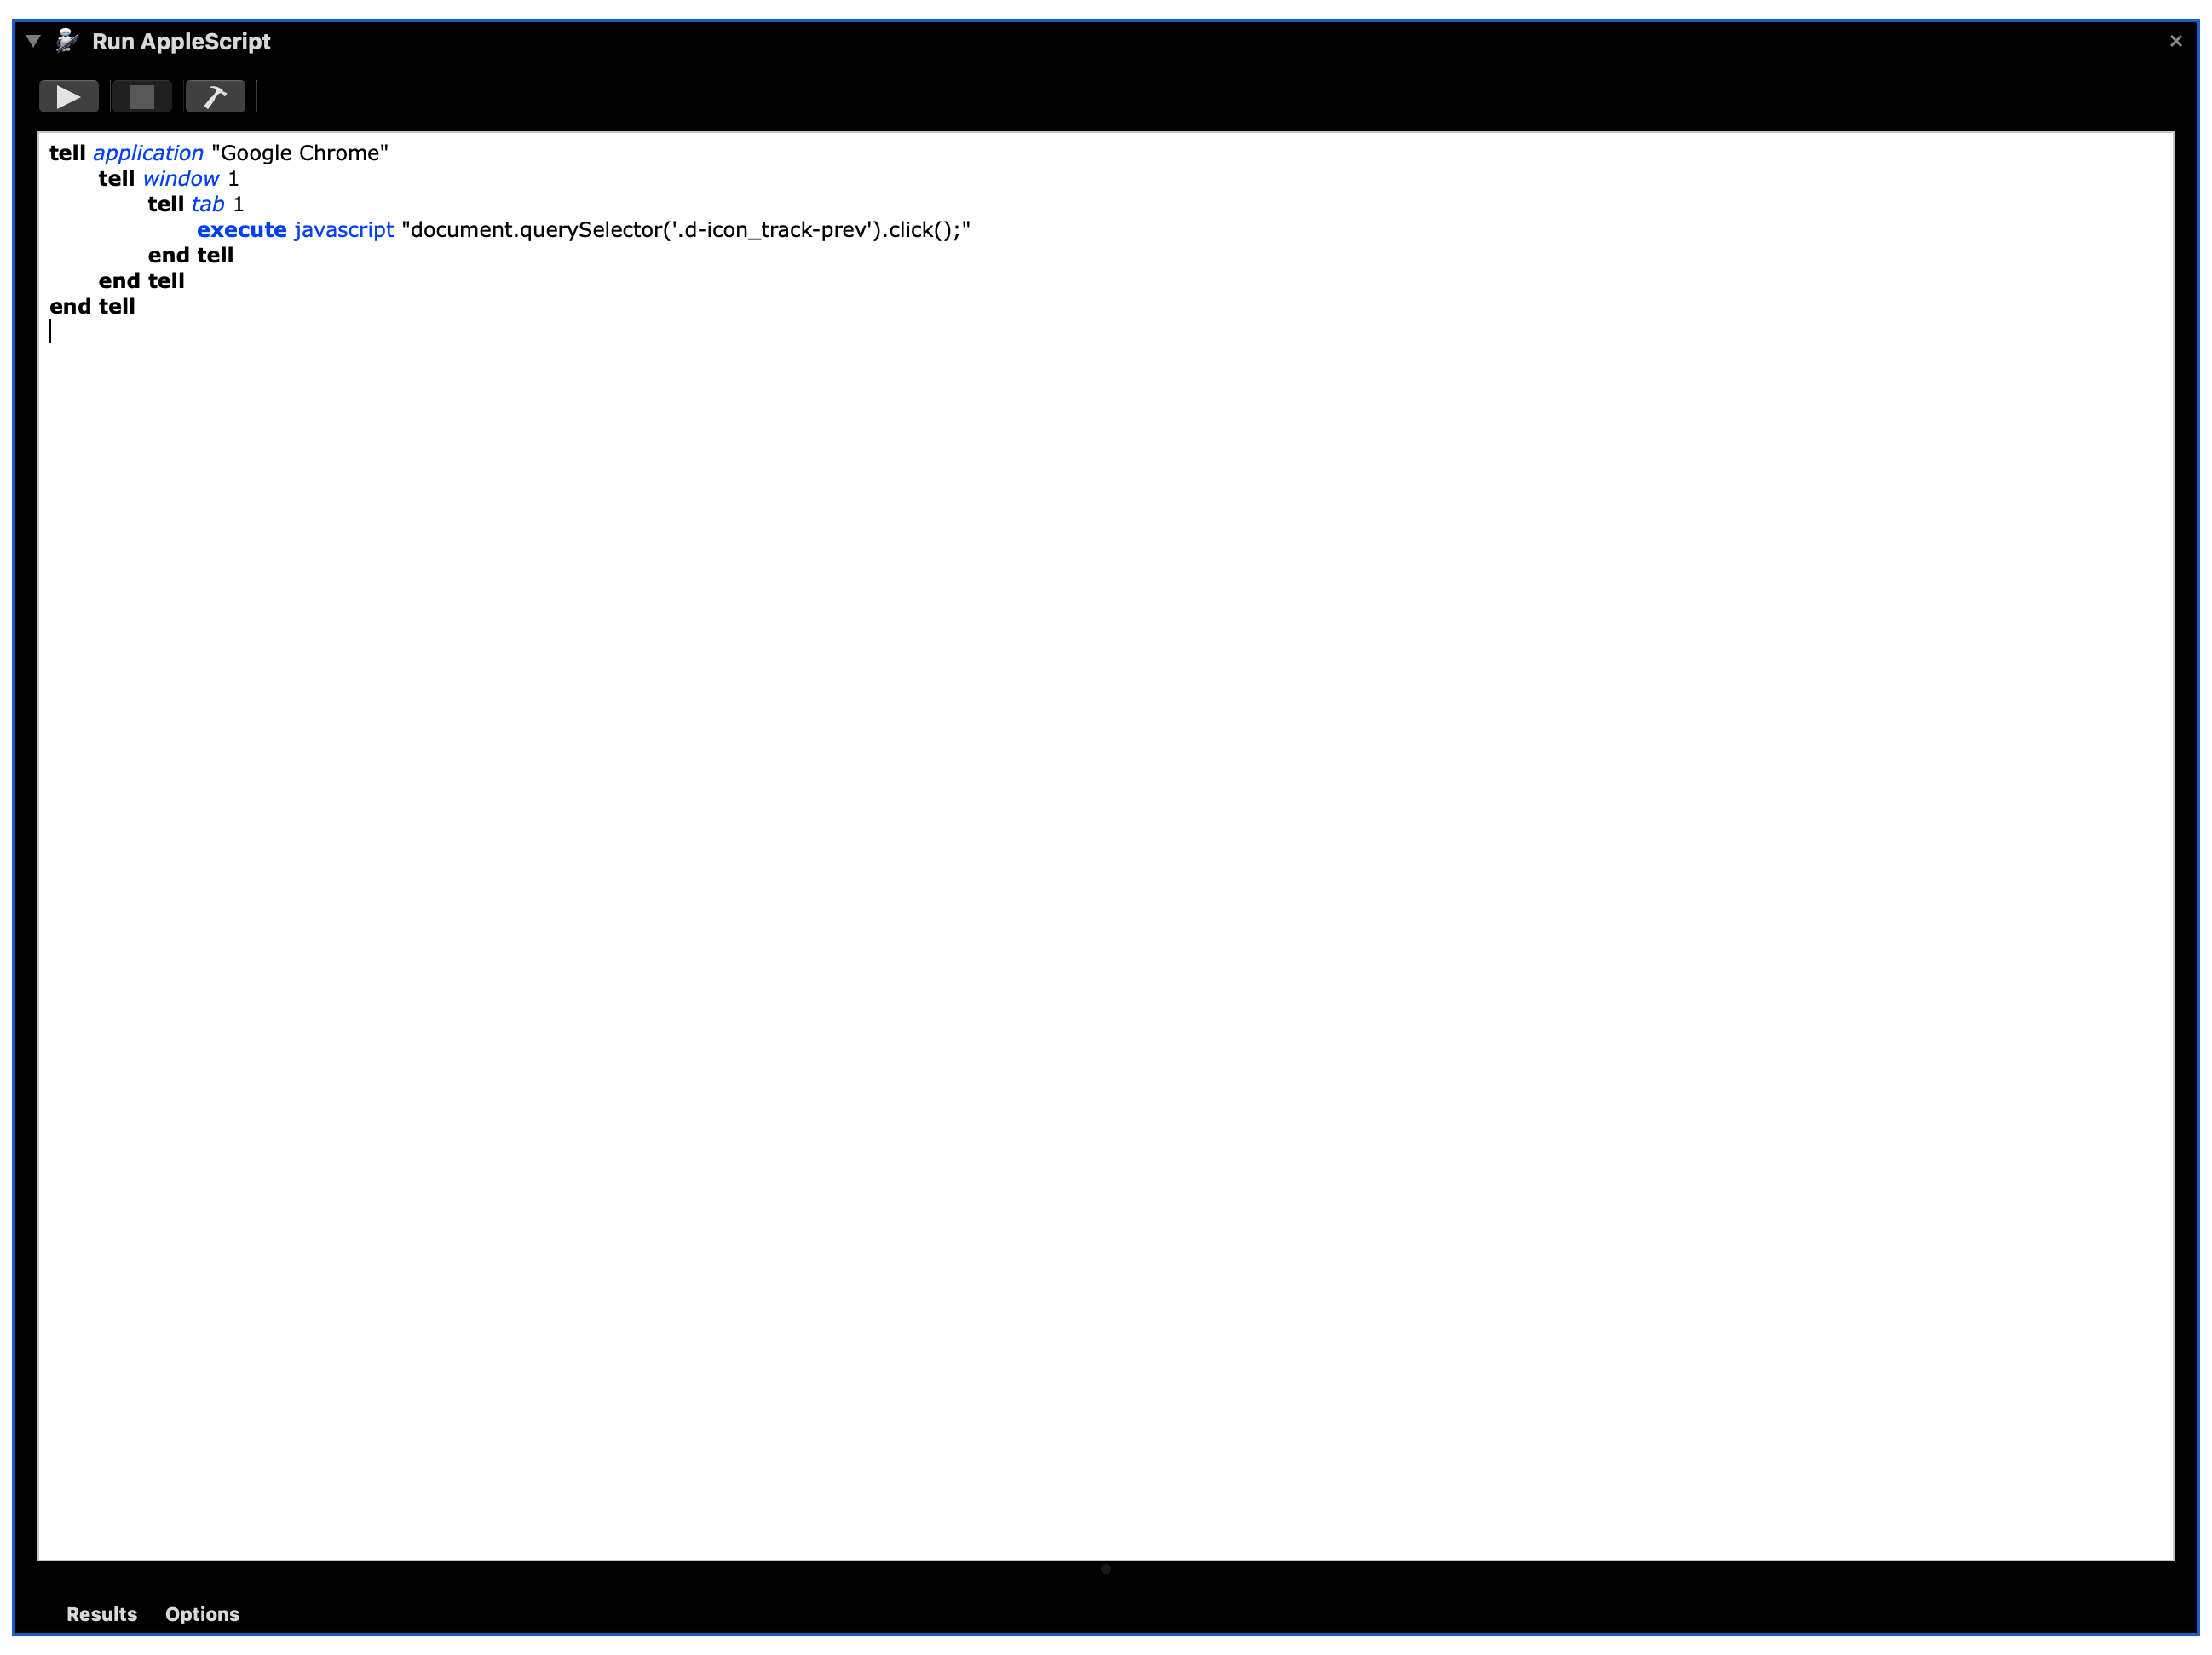 Run AppleScript
tell application "Google Chrome"
tell window 1
tell tab 1
execute javascript "document.querySelector('.d-icon_track-prev').click();"
end tell
end tell
end tell
Results Options